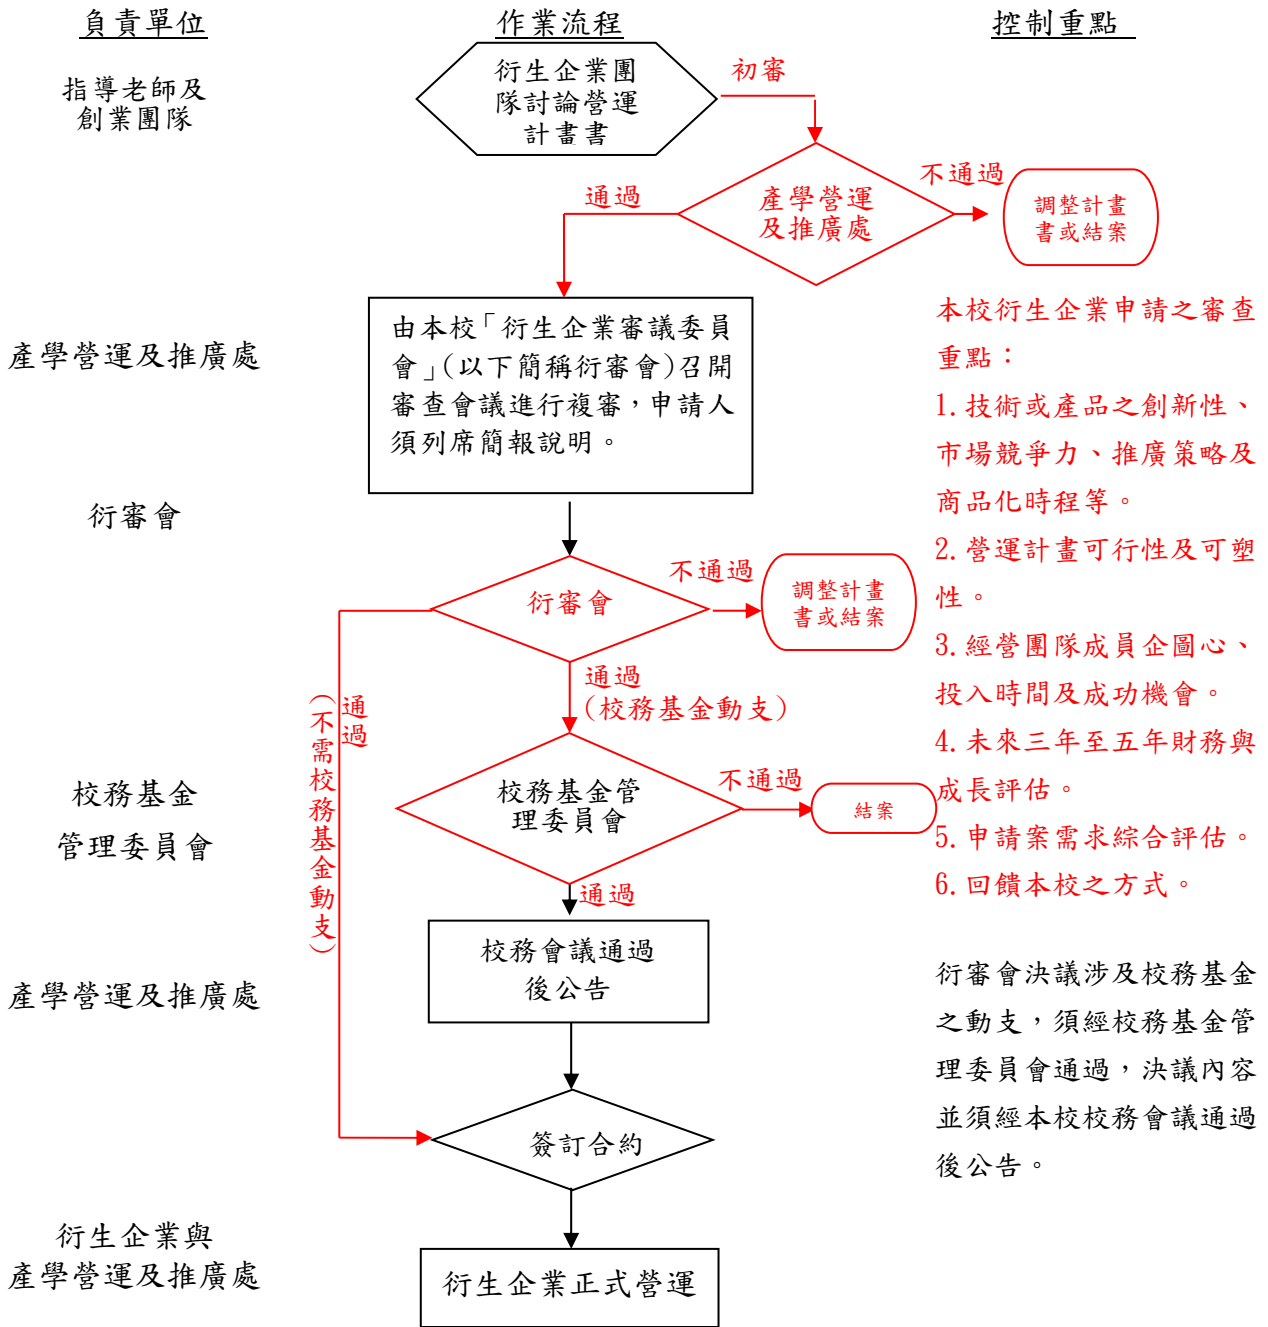 負責單位
作業流程
控制重點
指導老師及
創業團隊
衍生企業團
隊討論營運
計畫書
初審
產學營運
及推廣處
通過
不通過
調整計畫
書或結案
產學營運及推廣處
由本校「衍生企業審議委員
會」(以下簡稱衍審會)召開
審查會議進行複審，申請人
須列席簡報說明。
衍審會
衍審會
不通過
調整計畫
書或結案
通過
(校務基金動支)
通過
(不需校務基金動支)
校務基金
管理委員會
校務基金管
理委員會
不通過
結案
通過
產學營運及推廣處
校務會議通過
後公告
簽訂合約
衍生企業與
產學營運及推廣處
衍生企業正式營運
本校衍生企業申請之審查
重點：
1.技術或產品之創新性、
市場競爭力、推廣策略及
商品化時程等。
2.營運計畫可行性及可塑
性。
3.經營團隊成員企圖心、
投入時間及成功機會。
4.未來三年至五年財務與
成長評估。
5.申請案需求綜合評估。
6.回饋本校之方式。
衍審會決議涉及校務基金
之動支，須經校務基金管
理委員會通過，決議內容
並須經本校校務會議通過
後公告。